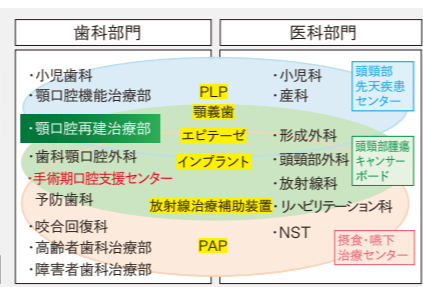 歯科部門
医科部門
・小児歯科
・顎口腔機能治療部
・顎口腔再建治療部
・歯科顎口腔外科
・手術期口腔支援センター
予防歯科
・咬合回復科
・高齢者歯科治療部
・障害者歯科治療部
PLP
顎義歯
エピテーゼ
インプラント
放射線治療補助装置
PAP
・小児科
・産科
・形成外科
・頭頸部外科
・放射線科
・リハビリテーション科
・NST
頭頸部
先天疾患
センター
頭頸部腫瘍
キャンサー
ボード
摂食・嚥下
治療センター